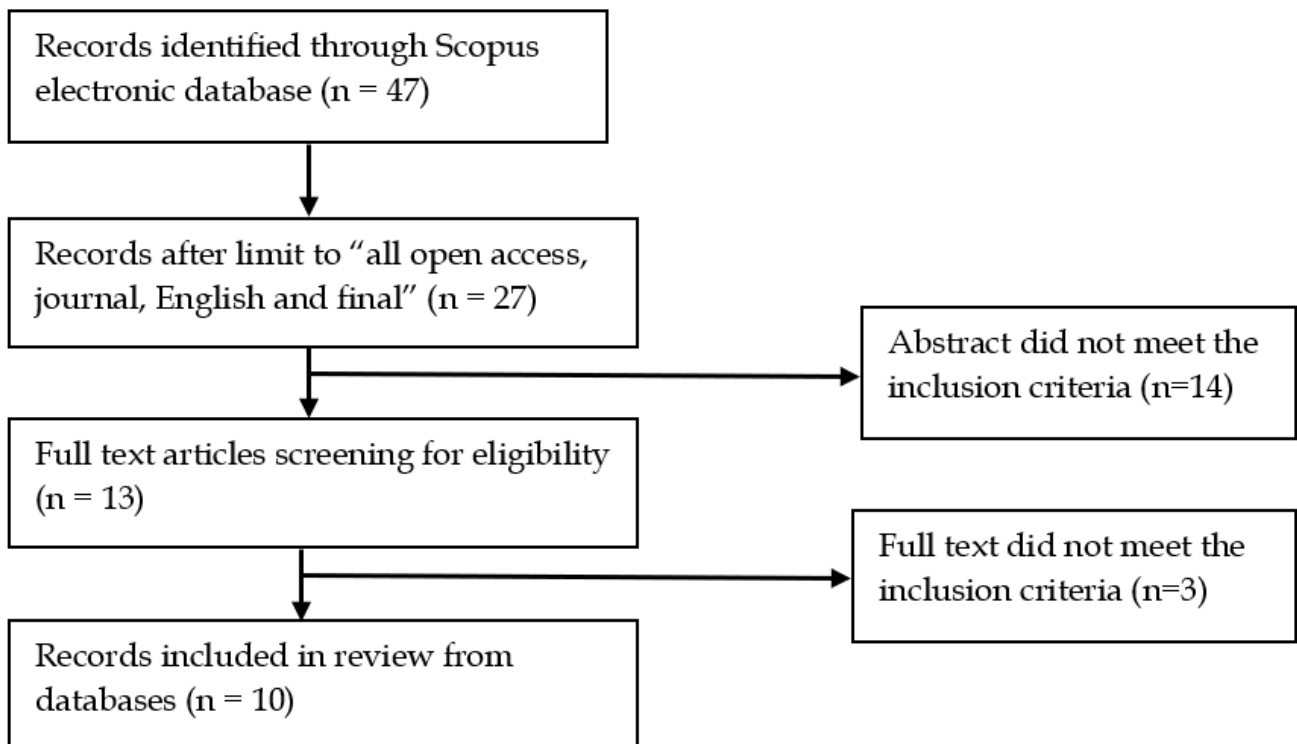 Records identified through Scopus
electronic database (n = 47)
Records after limit to “all open access,
journal, English and final” (n = 27)
Abstract did not meet the
inclusion criteria (n=14)
Full text articles screening for eligibility
(n = 13)
Full text did not meet the
inclusion criteria (n=3)
Records included in review from
databases (n = 10)